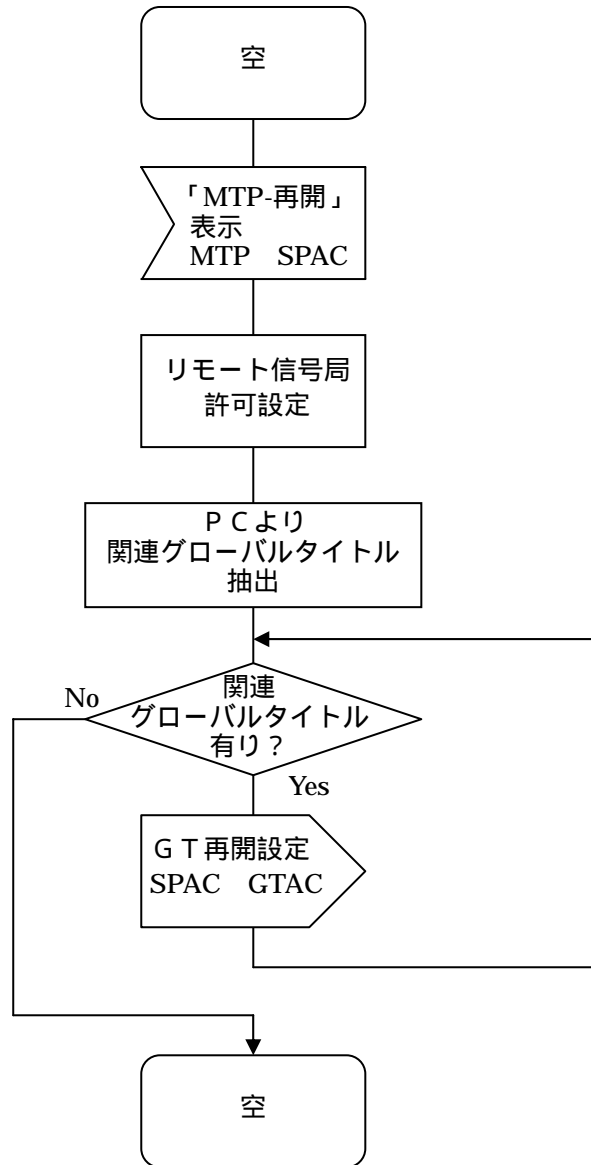 空
「MTP-再開」
表示
MTP SPAC
リモート信号局
許可設定
ＰＣより
関連グローバルタイトル
抽出
関連
グローバルタイトル
有り？
No
Yes
ＧＴ再開設定
SPAC GTAC
空